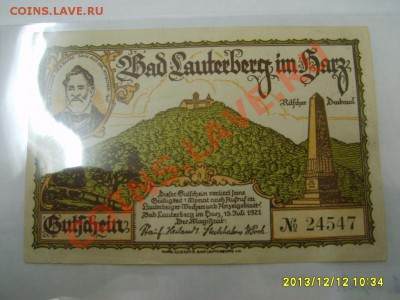 COINS.LAVE.RU
Bad Lauterberg im Harz
Denkmal
COINS.LAVE.RU
Dieser Gutschein verliert seine
Gültigkeit 1 Monat nach Aufruf im
Lauterberger Wochen und Anzeigeblatt
Bad Lauterberg im Harz, 15. Juli 1921
Der Magistrat:
Gutschein
№ 24547
2013/12/12 10:34